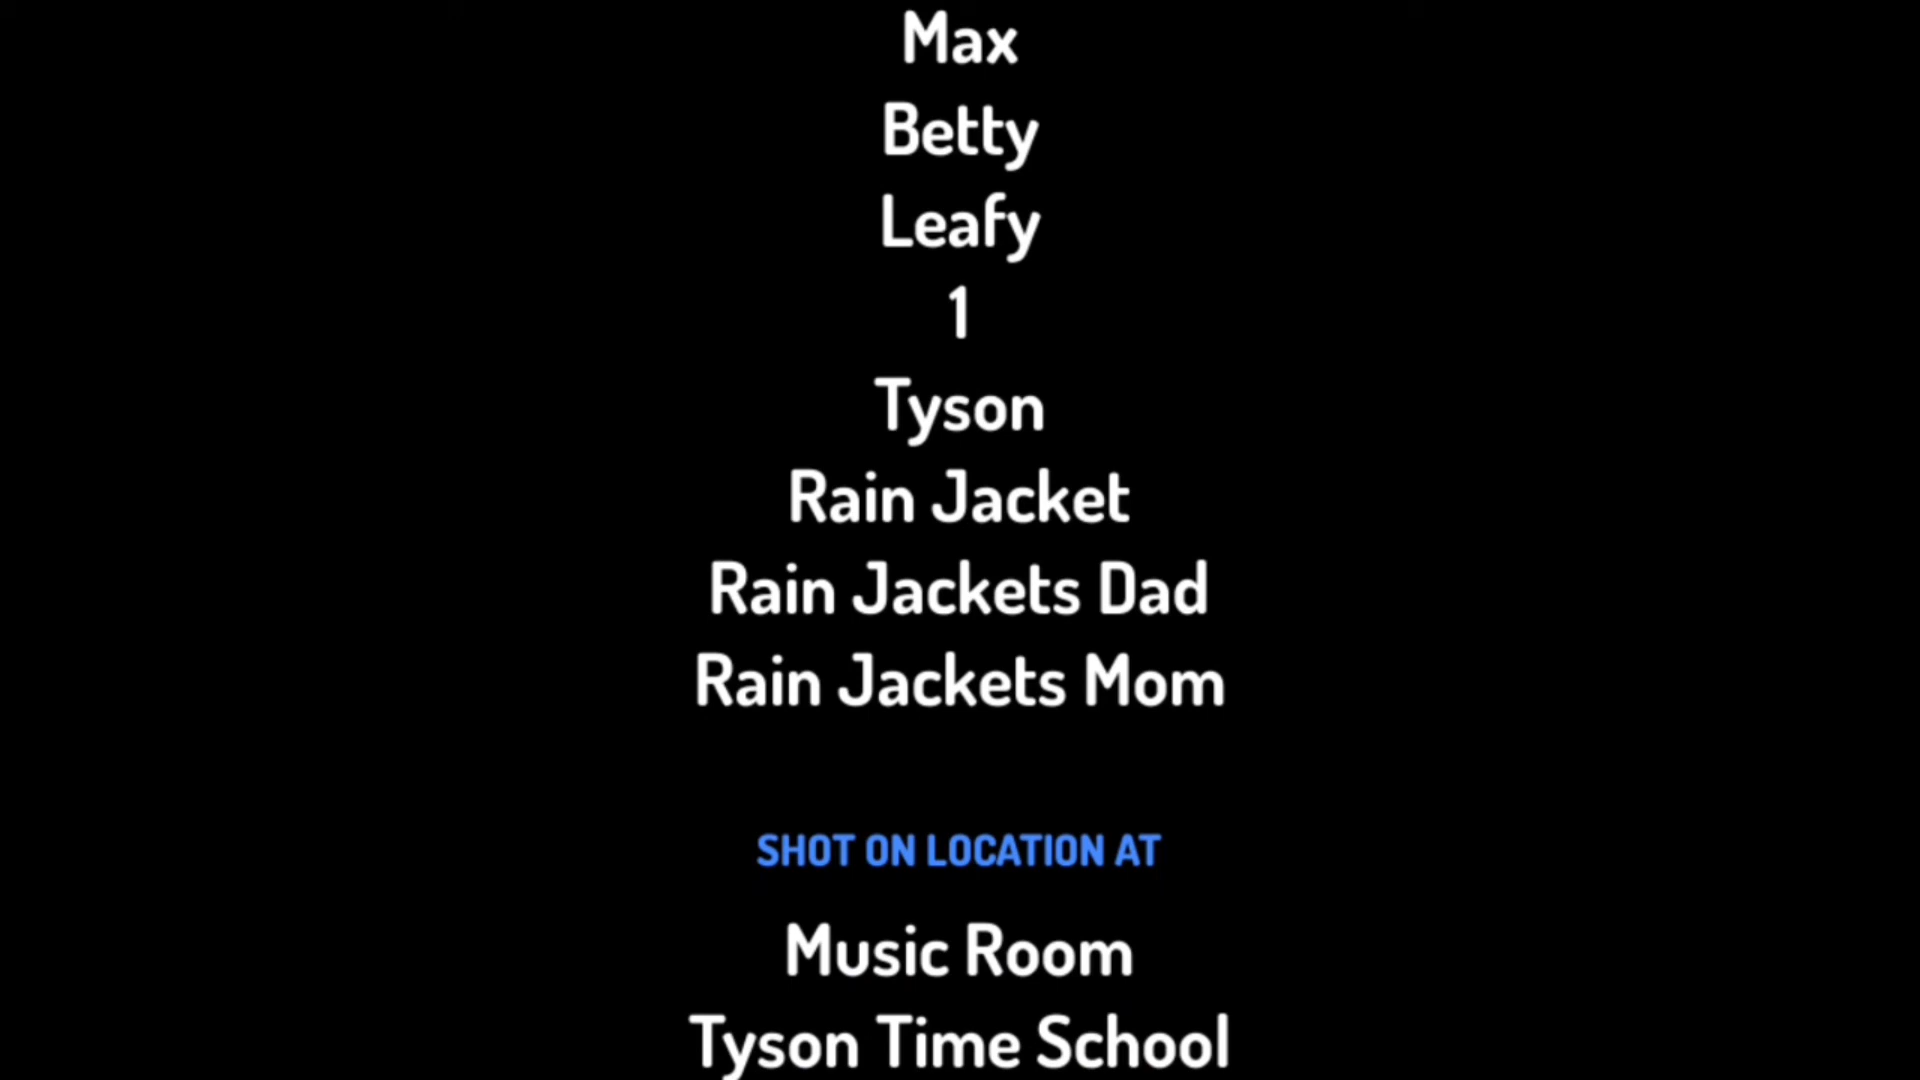 Max
Betty
Leafy
1
Tyson
Rain Jacket
Rain Jackets Dad
Rain Jackets Mom
SHOT ON LOCATION AT
Music Room
Tyson Time School